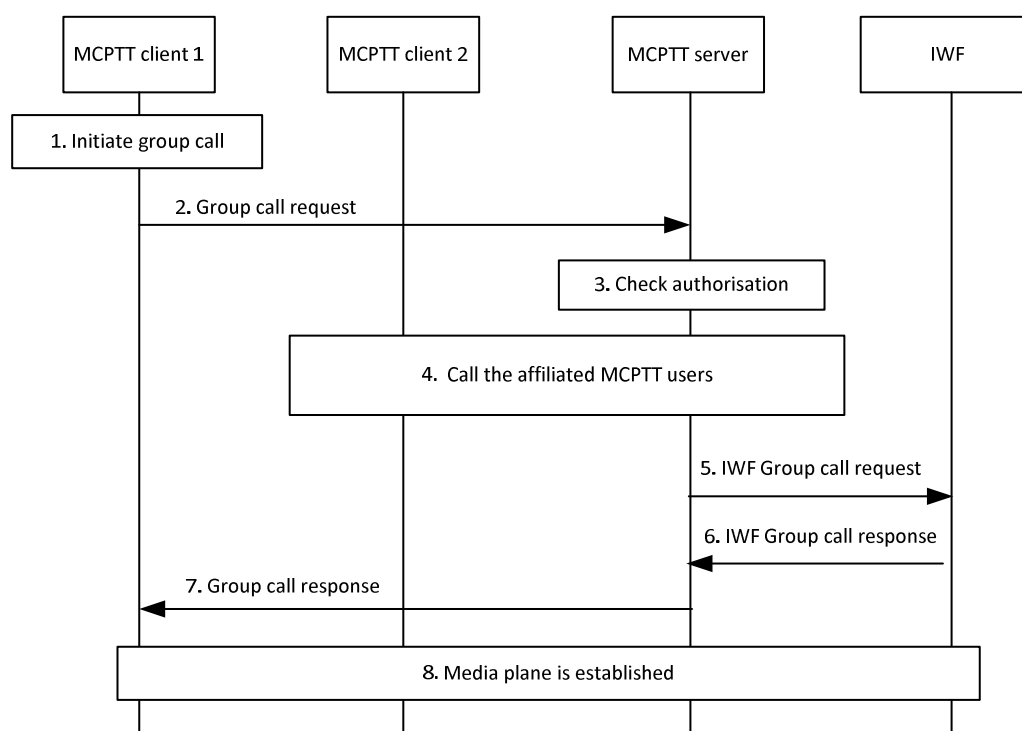 MCPTT client 1
MCPTT client 2
MCPTT server
IWF
1. Initiate group call
2. Group call request
3. Check authorisation
4. Call the affiliated MCPTT users
5. IWF Group call request
6. IWF Group call response
7. Group call response
8. Media plane is established